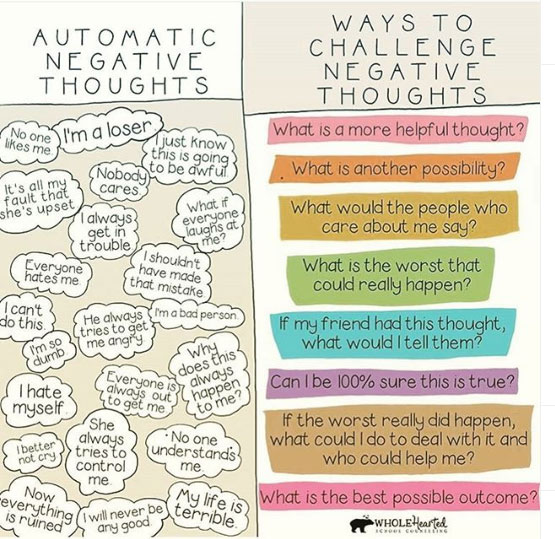 AUTOMATIC
NEGATIVE
THOUGHTS
No one
likes me.
I'm a loser.
I just know
this is going
to be awful.
Nobody
cares.
It's all my
fault that
she's upset.
I always
get in
trouble.
What if
everyone
laughs at
me?
Everyone
hates me.
I shouldn't
have made
that mistake.
I can't
do this.
He always
tries to get
me angry.
I'm a bad person.
I'm so
dumb.
Why
does this
always
happen
to me?
Everyone is
always out
to get me.
I hate
myself.
She
always
tries to
control
me.
I better
not cry.
No one
understands
me.
Now
everything
is ruined
I will never be
any good.
My life is
terrible.
WAYS TO
CHALLENGE
NEGATIVE
THOUGHTS
What is a more helpful thought?
What is another possibility?
What would the people who
care about me say?
What is the worst that
could really happen?
If my friend had this thought,
what would I tell them?
Can I be 100% sure this is true?
If the worst really did happen,
what could I do to deal with it and
who could help me?
What is the best possible outcome?
WHOLEHearted
SCHOOL COUNSELING